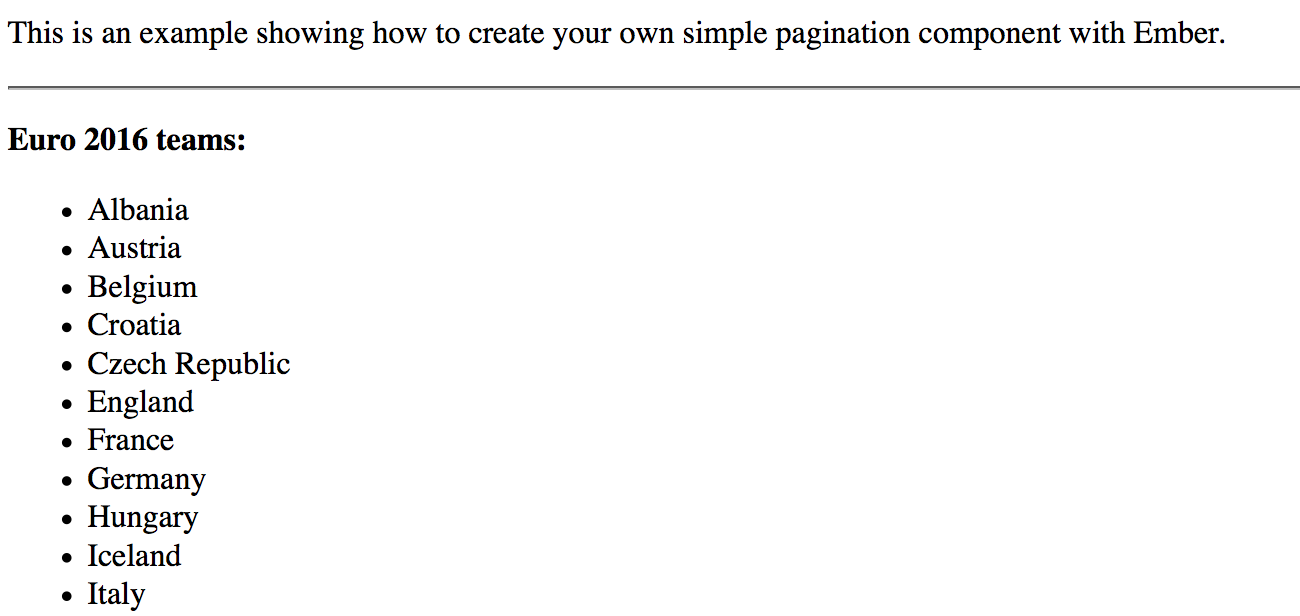 This is an example showing how to create your own simple pagination component with Ember.
Euro 2016 teams:
Albania
Austria
Belgium
Croatia
Czech Republic
England
France
Germany
Hungary
Iceland
Italy